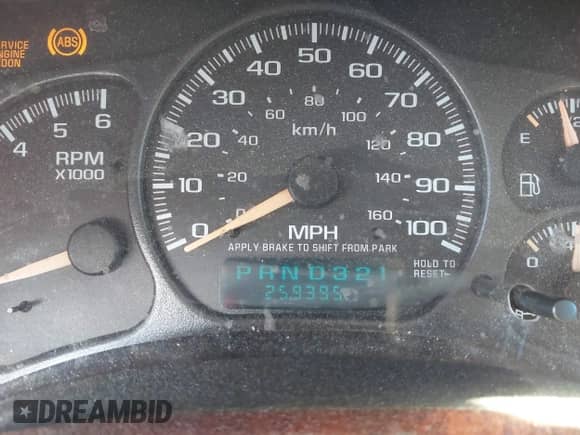 SERVICE
ENGINE
SOON
ABS
4 5 6
RPM
X1000
0 10 20 30 40 50 60 70 80 90 100
0 20 40 60 80 100 120 140 160
km/h
MPH
APPLY BRAKE TO SHIFT FROM PARK
HOLD TO
RESET
PRND321
259395
E
0
DREAMBID